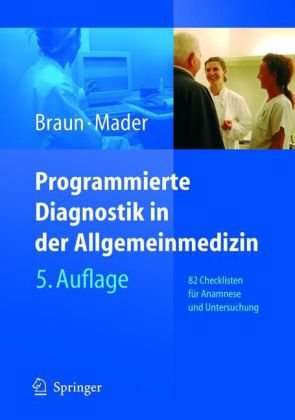 Braun · Mader
Programmierte
Diagnostik in
der Allgemeinmedizin
5. Auflage
82 Checklisten
für Anamnese
und Untersuchung
Springer